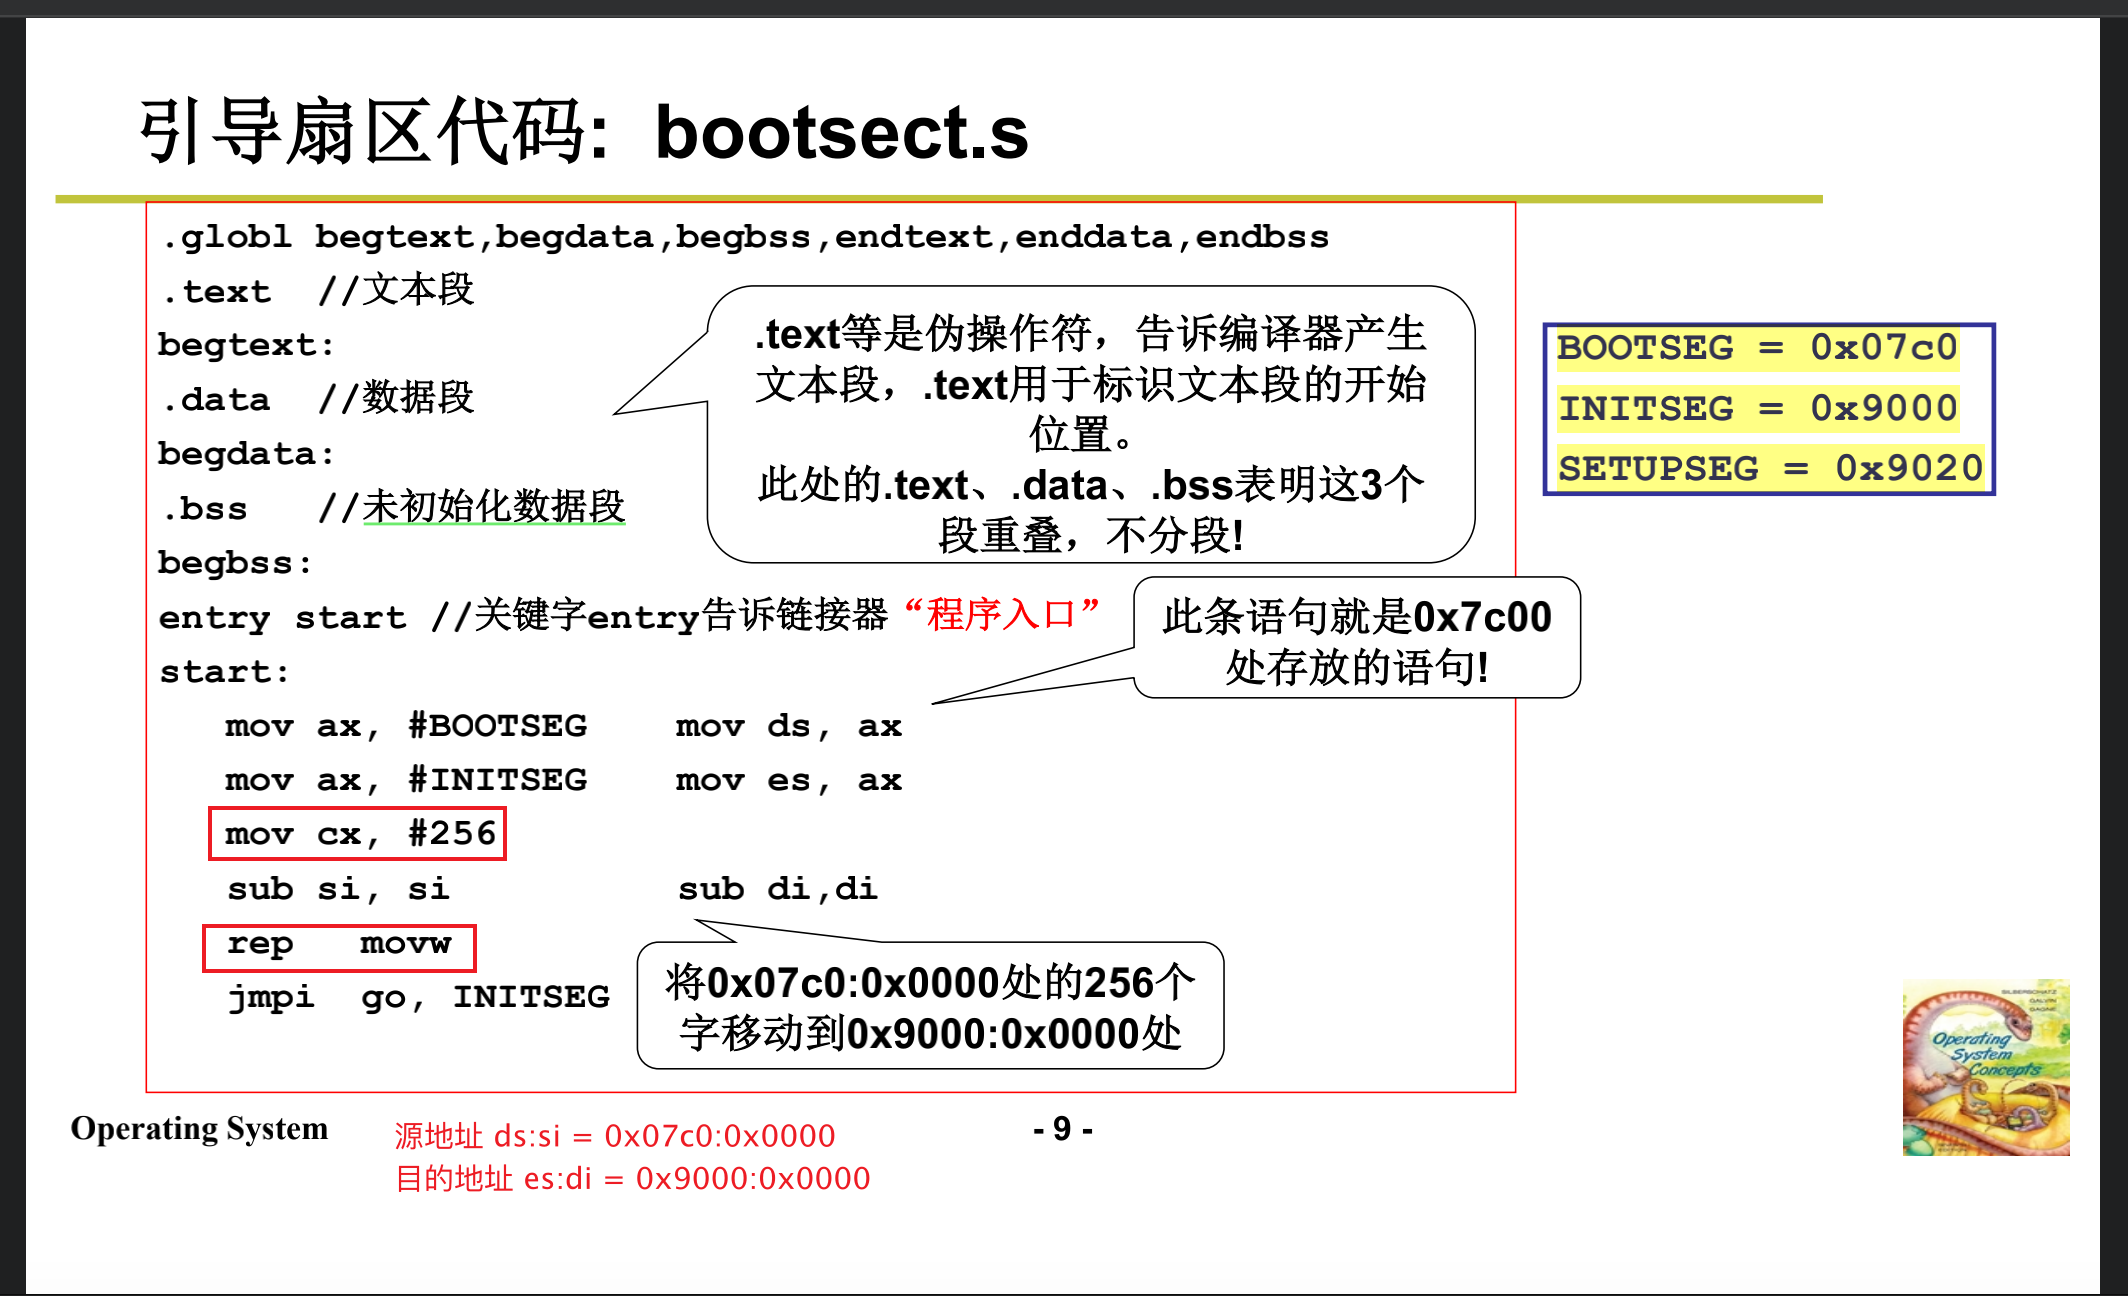 引导扇区代码: bootsect.s
.globl begtext,begdata,begbss,endtext,enddata,endbss
.text //文本段
begtext:
.data //数据段
begdata:
.bss //未初始化数据段
begbss:
entry start //关键字entry告诉链接器“程序入口”
start:
mov ax, #BOOTSEG mov ds, ax
mov ax, #INITSEG mov es, ax
mov cx, #256
sub si, si sub di,di
rep movw
jmpi go, INITSEG
.text等是伪操作符，告诉编译器产生
文本段，.text用于标识文本段的开始
位置。
此处的.text、.data、.bss表明这3个
段重叠，不分段!
此条语句就是0x7c00
处存放的语句!
将0x07c0:0x0000处的256个
字移动到0x9000:0x0000处
BOOTSEG = 0x07c0
INITSEG = 0x9000
SETUPSEG = 0x9020
SILBERSCHATZ
GALVIN
GAGNE
Operating
System
Concepts
Operating System
- 9 -
源地址 ds:si = 0x07c0:0x0000
目的地址 es:di = 0x9000:0x0000